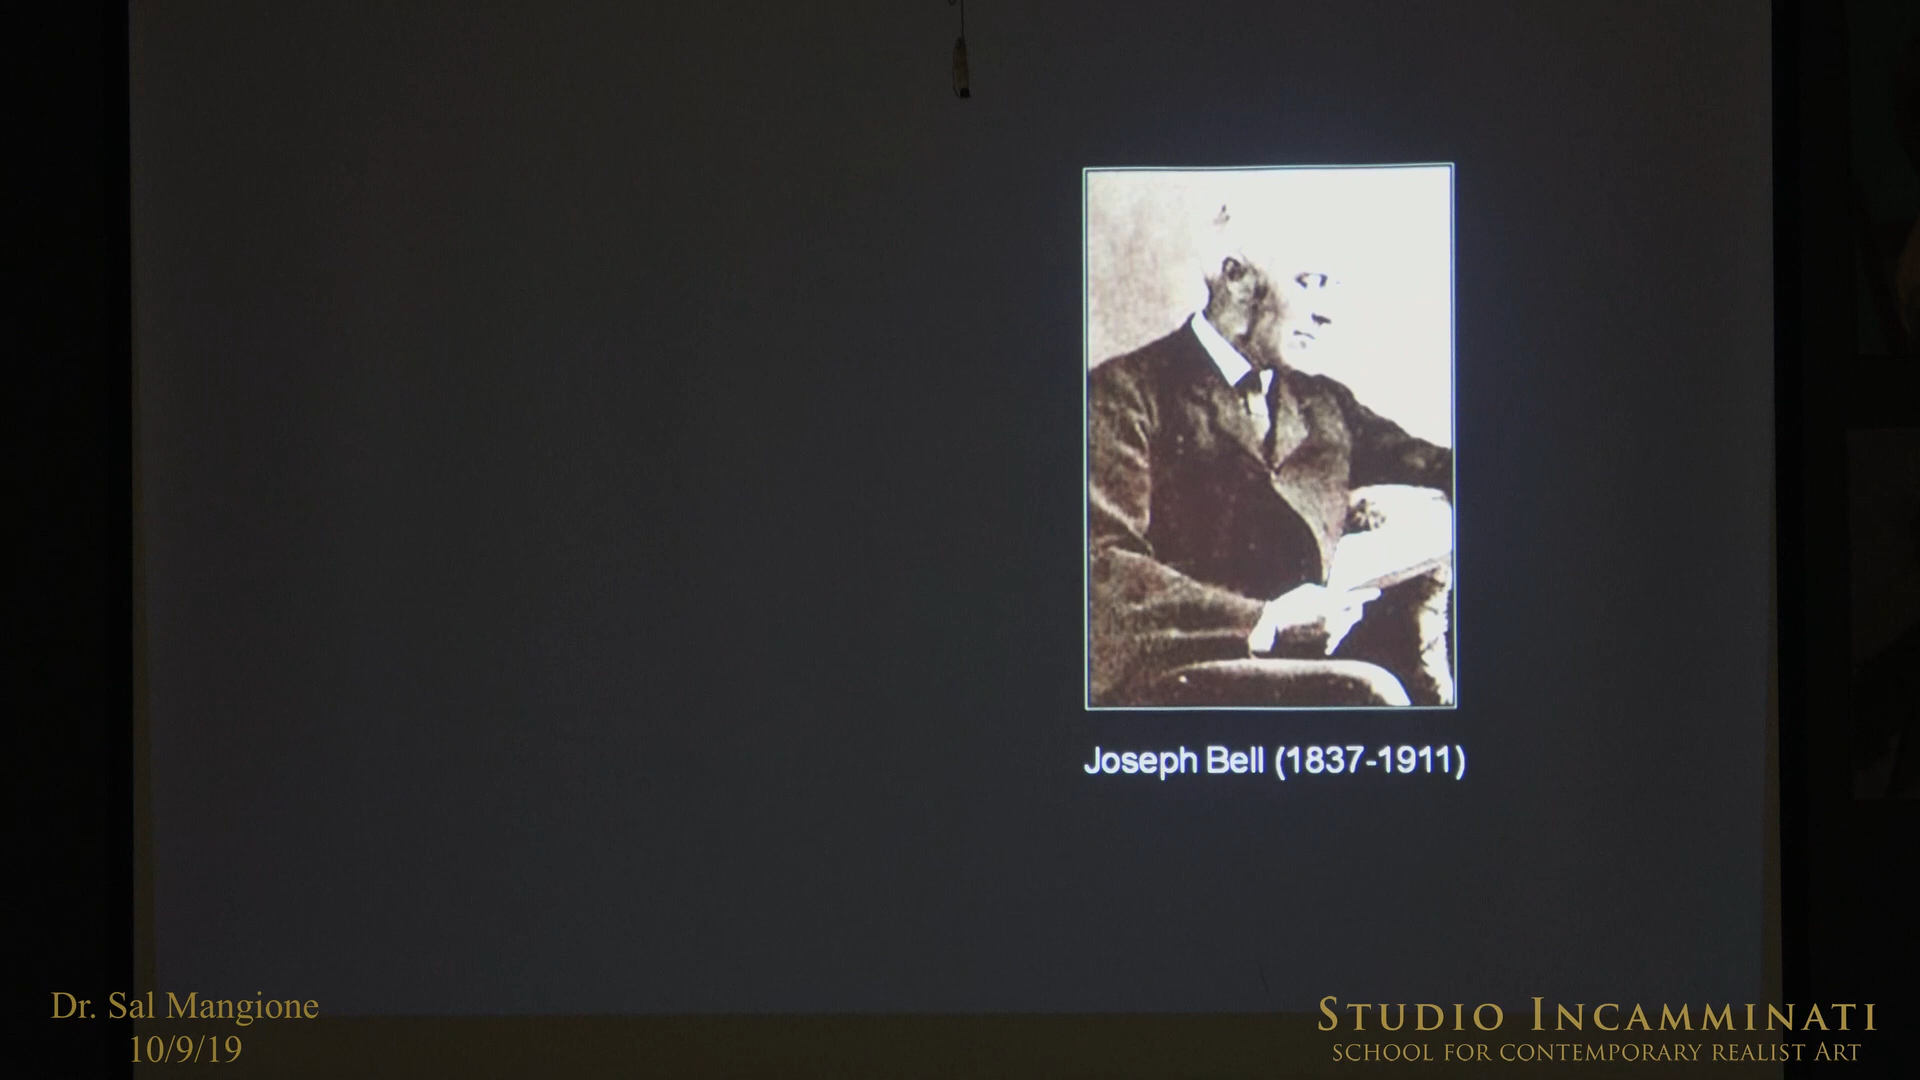 Joseph Bell (1837-1911)
Dr. Sal Mangione
10/9/19
STUDIO INCAMMINATI
SCHOOL FOR CONTEMPORARY REALIST ART